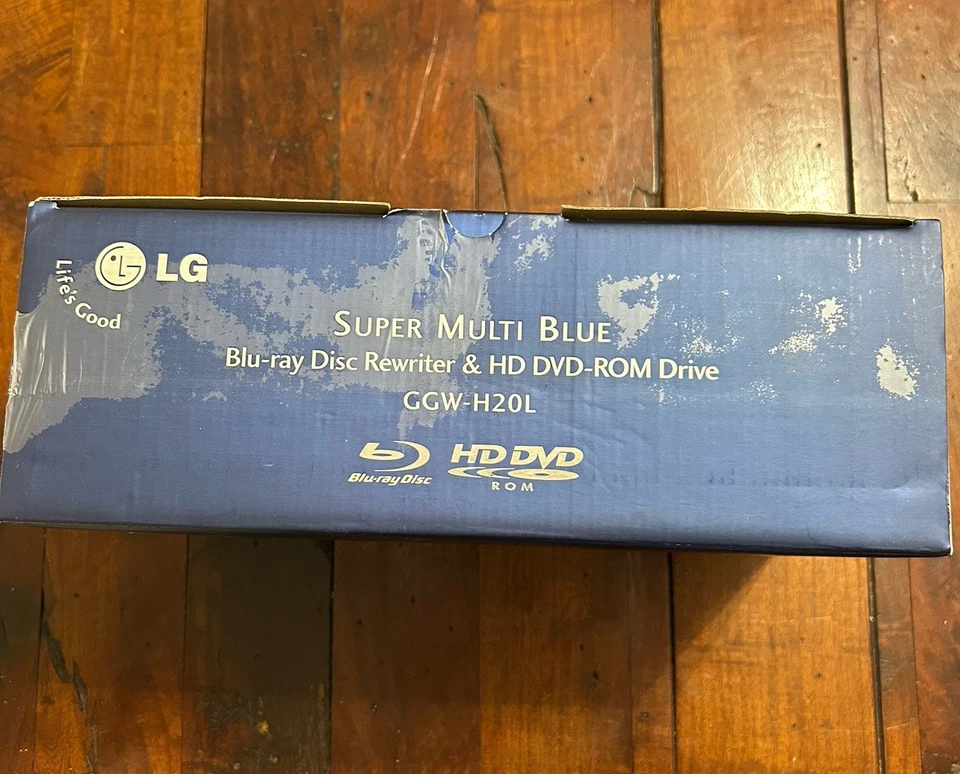 LG
Life's Good
SUPER MULTI BLUE
Blu-ray Disc Rewriter & HD DVD-ROM Drive
GGW-H20L
Blu-ray Disc
HD DVD
ROM